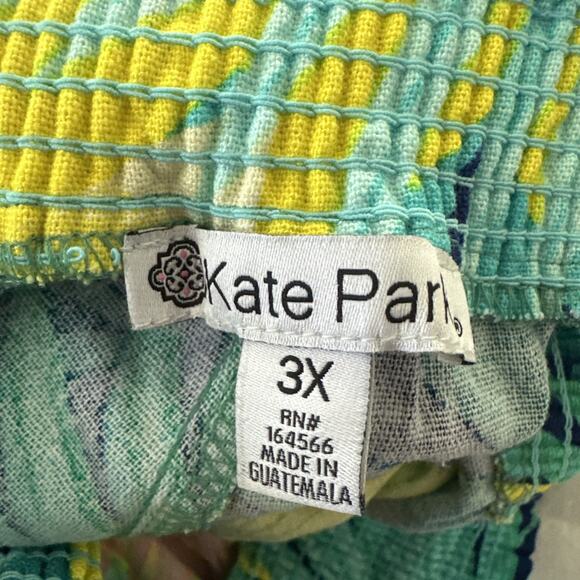 Kate Park
3X
RN#
164566
MADE IN
GUATEMALA